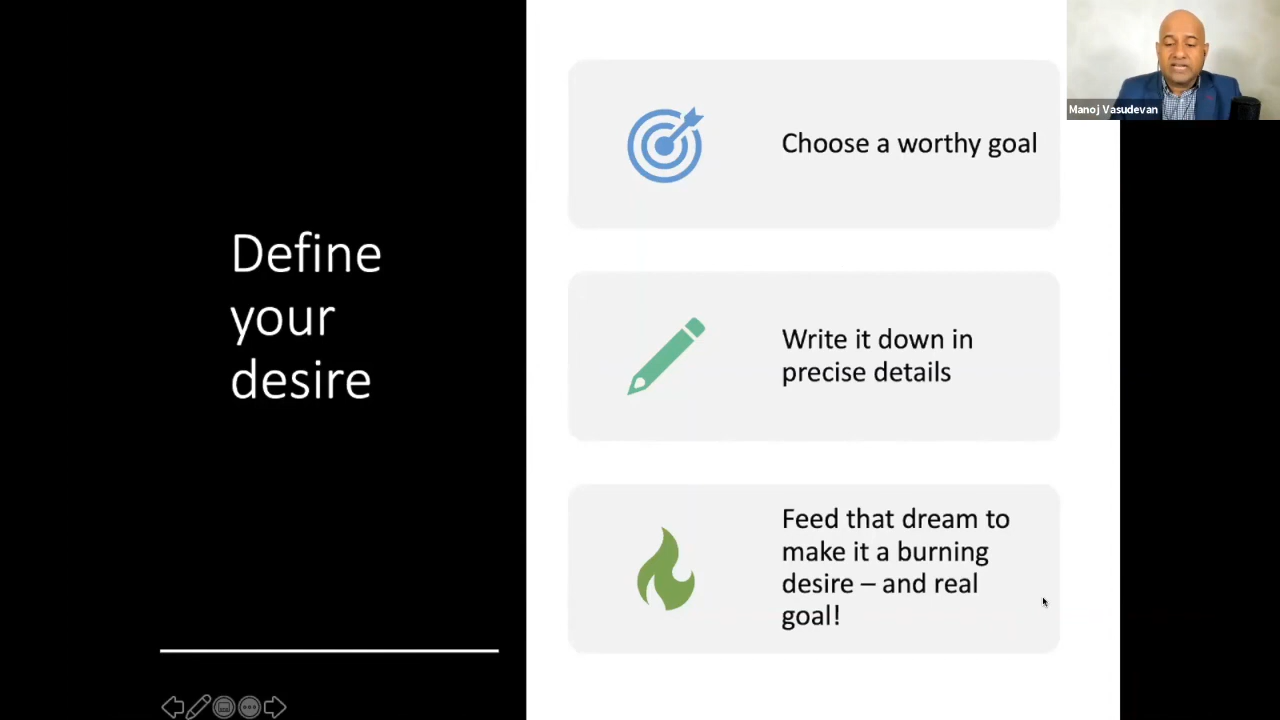 Define
your
desire
Choose a worthy goal
Write it down in
precise details
Feed that dream to
make it a burning
desire – and real
goal!
Manoj Vasudevan